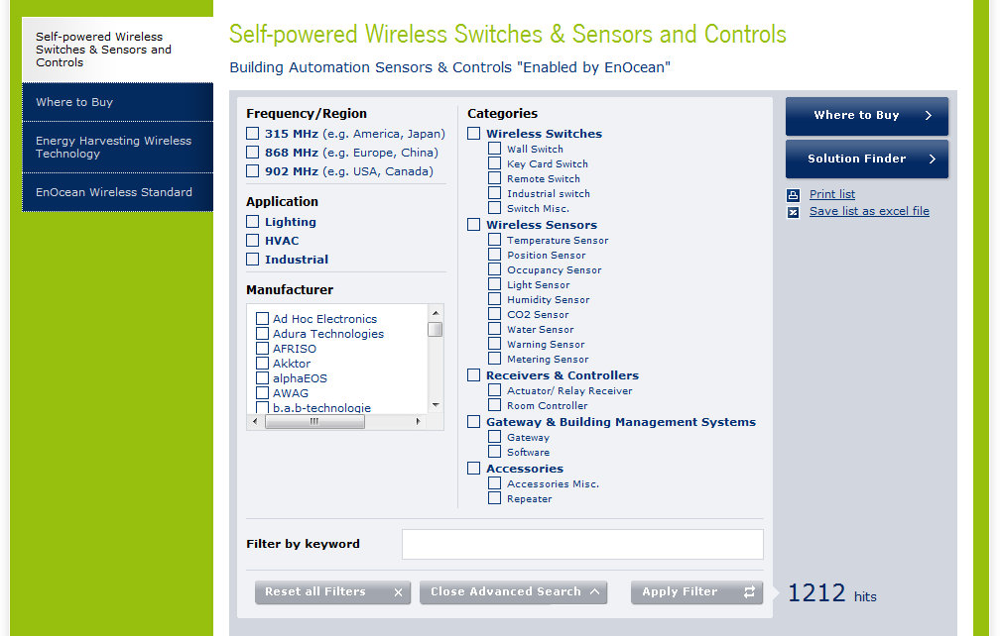 Self-powered Wireless
Switches & Sensors and
Controls
Where to Buy
Energy Harvesting Wireless
Technology
EnOcean Wireless Standard
Self-powered Wireless Switches & Sensors and Controls
Building Automation Sensors & Controls "Enabled by EnOcean"
Frequency/Region
315 MHz (e.g. America, Japan)
868 MHz (e.g. Europe, China)
902 MHz (e.g. USA, Canada)
Application
Lighting
HVAC
Industrial
Manufacturer
Ad Hoc Electronics
Adura Technologies
AFRISO
Akktor
alphaEOS
AWAG
b.a.b-technologie
Categories
Wireless Switches
Wall Switch
Key Card Switch
Remote Switch
Industrial switch
Switch Misc.
Wireless Sensors
Temperature Sensor
Position Sensor
Occupancy Sensor
Light Sensor
Humidity Sensor
CO2 Sensor
Water Sensor
Warning Sensor
Metering Sensor
Receivers & Controllers
Actuator/ Relay Receiver
Room Controller
Gateway & Building Management Systems
Gateway
Software
Accessories
Accessories Misc.
Repeater
Filter by keyword
Reset all Filters
Close Advanced Search
Apply Filter
Where to Buy
Solution Finder
Print list
Save list as excel file
1212 hits